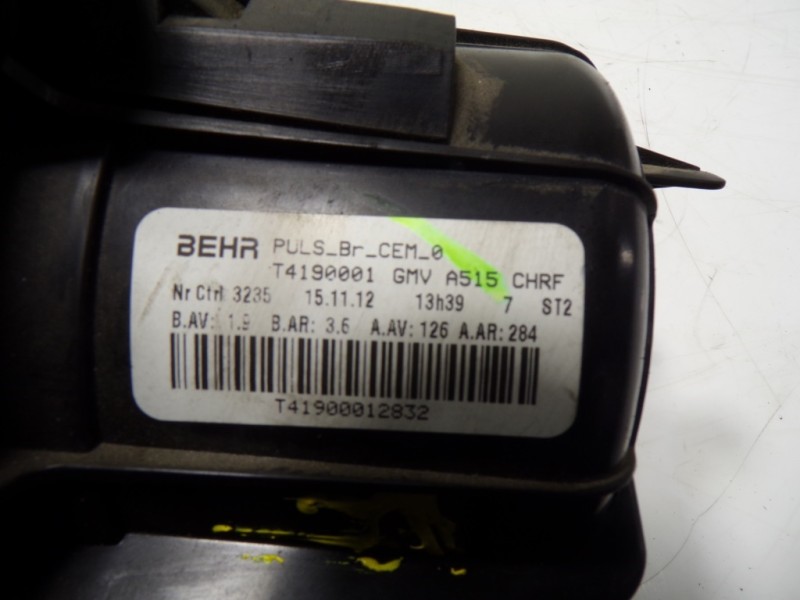 BEHR PULS_Br_CEM_0
T4190001 GMV A515 CHRF
Nr Ctrl 3235 15.11.12 13h39 7 ST2
B.AV: 1.9 B.AR: 3.6 A.AV: 126 A.AR: 284
T41900012832